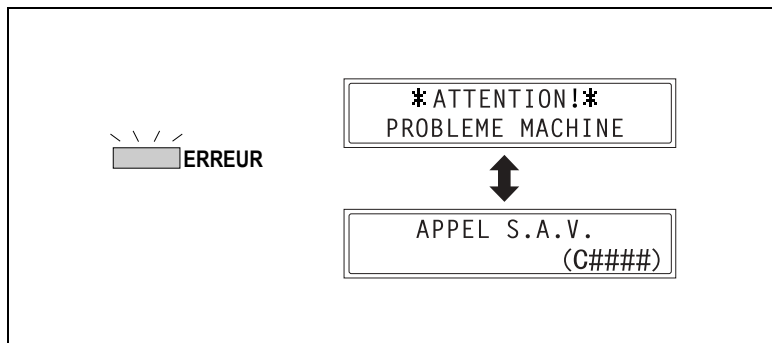 *ATTENTION!*
PROBLEME MACHINE
ERREUR
APPEL S.A.V.
(C####)